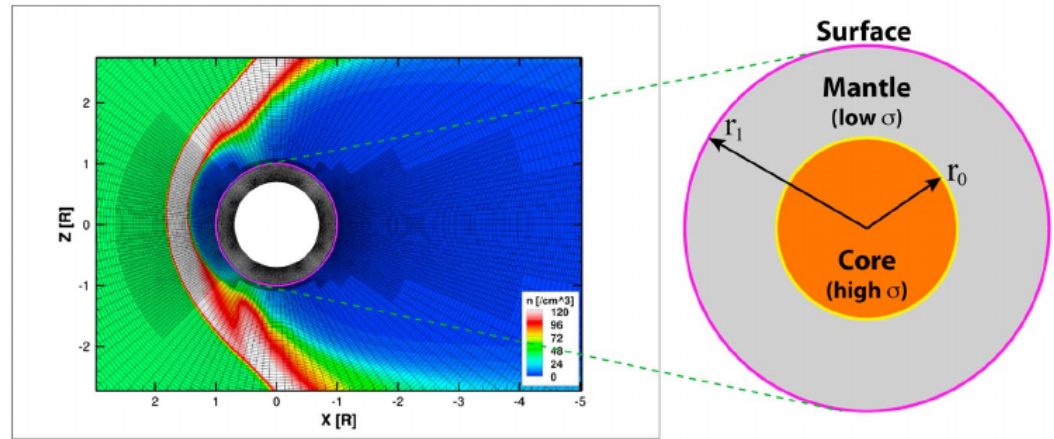 2
1
0
-1
-2
Z [R]
2
1
0
-1
-2
-3
-4
-5
X [R]
n [/cm^3]
120
96
72
48
24
0
Surface
Mantle
(low σ)
r₁
r₀
Core
(high σ)